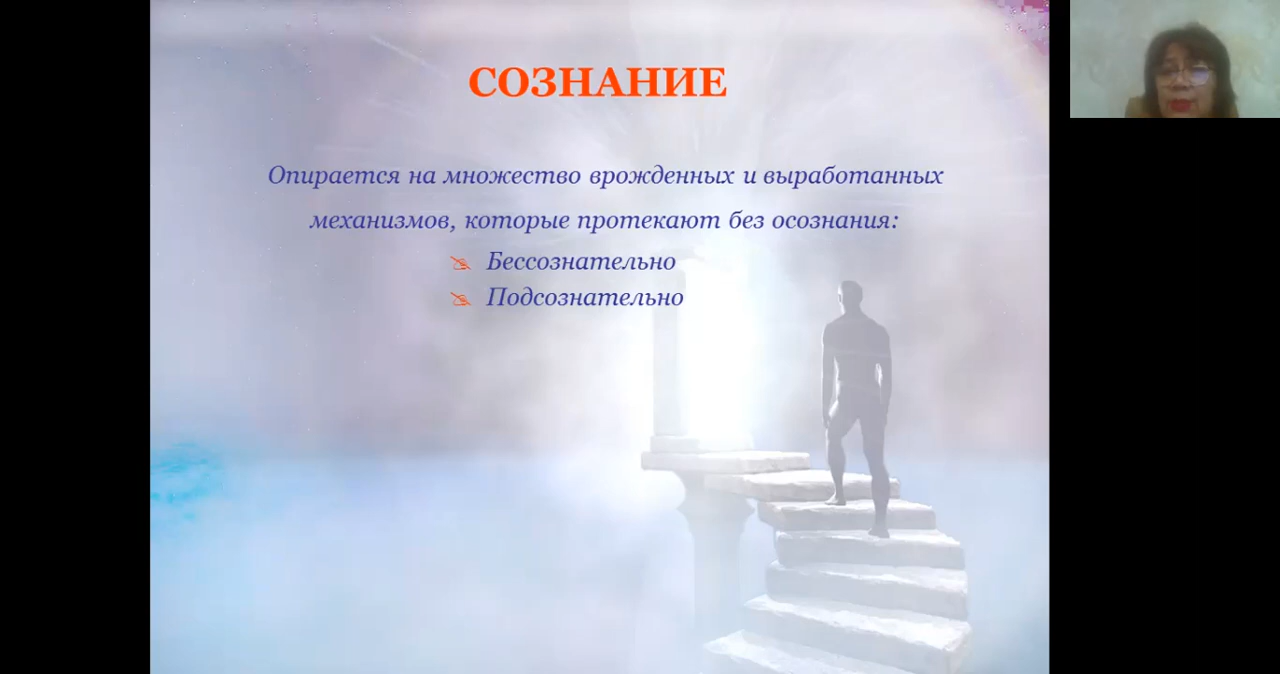 СОЗНАНИЕ
Опирается на множество врожденных и выработанных
механизмов, которые протекают без осознания:
Бессознательно
Подсознательно